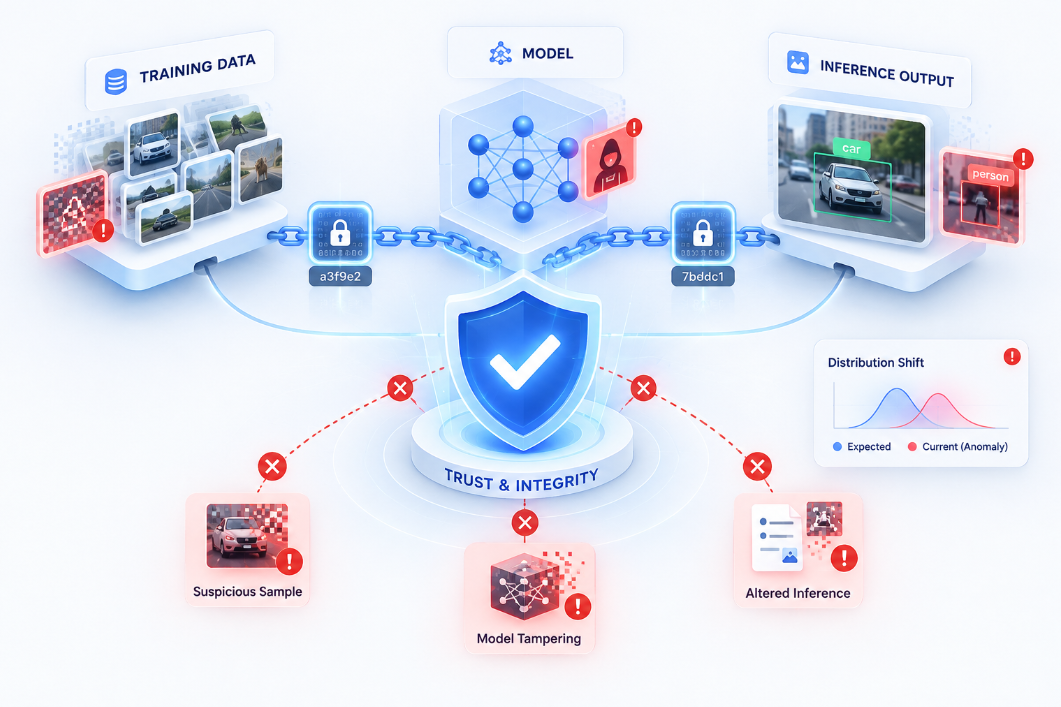 TRAINING DATA
MODEL
INFERENCE OUTPUT
car
person
a3f9e2
7bddc1
Distribution Shift
Expected
Current (Anomaly)
TRUST & INTEGRITY
Suspicious Sample
Model Tampering
Altered Inference